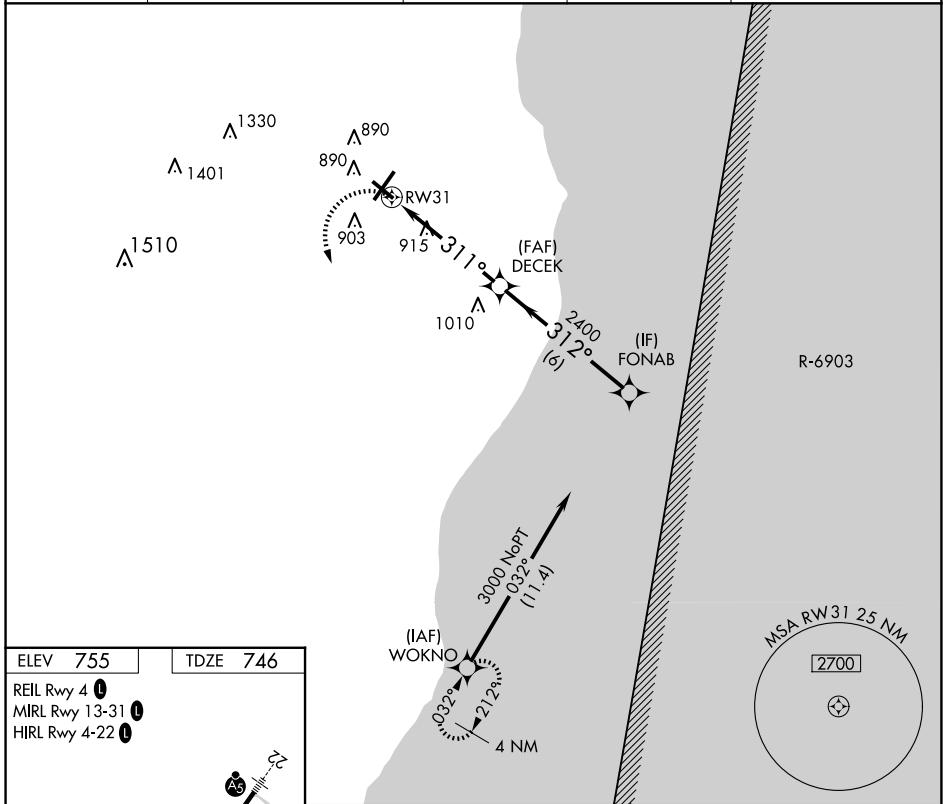 1330
890
890
1401
RW31
903
915
1510
311°
(FAF)
DECEK
1010
2400
312°
(6)
(IF)
FONAB
R-6903
3000 NoPT
032°
(11.4)
(IAF)
WOKNO
032°
212°
4 NM
MSA RW31 25 NM
2700
ELEV 755
TDZE 746
REIL Rwy 4 L
MIRL Rwy 13-31 L
HIRL Rwy 4-22 L
22
A5